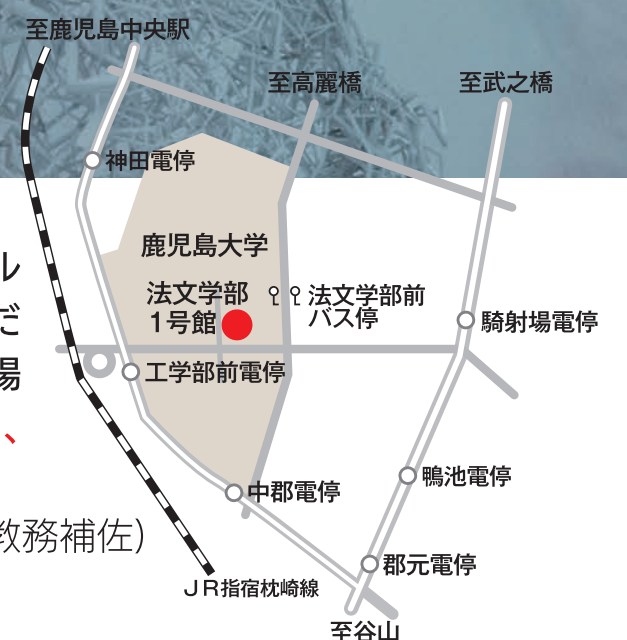 至鹿児島中央駅
至高麗橋
至武之橋
神田電停
鹿児島大学
法文学部
1号館
法文学部前
バス停
騎射場電停
工学部前電停
鴨池電停
中郡電停
郡元電停
JR指宿枕崎線
至谷山
ル
だ
場
、
教務補佐)